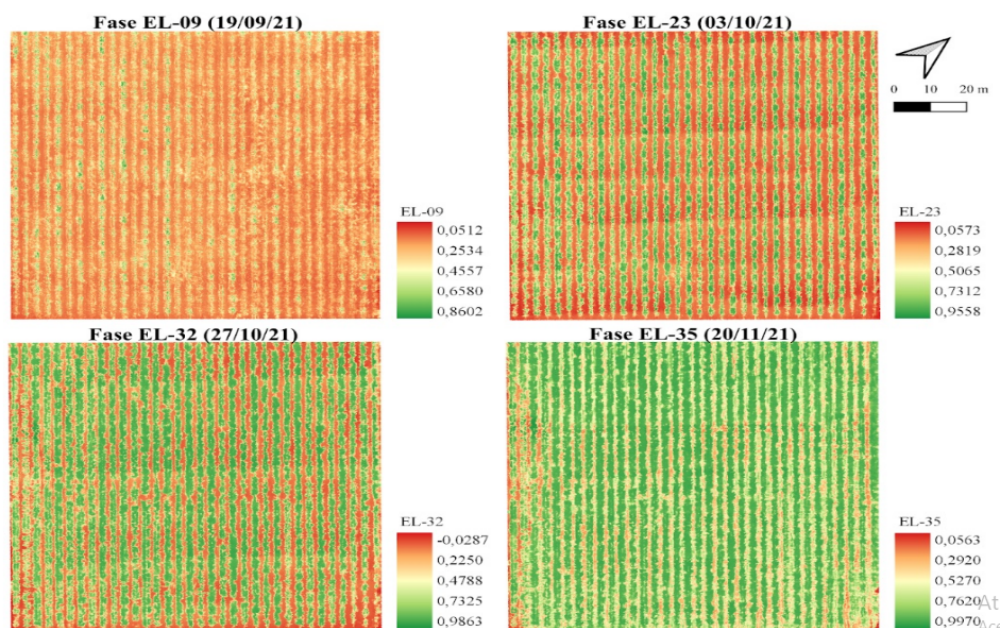 Fase EL-09 (19/09/21)
Fase EL-23 (03/10/21)
0 10 20 m
EL-09
0,0512
0,2534
0,4557
0,6580
0,8602
EL-23
0,0573
0,2819
0,5065
0,7312
0,9558
Fase EL-32 (27/10/21)
Fase EL-35 (20/11/21)
EL-32
-0,0287
0,2250
0,4788
0,7325
0,9863
EL-35
0,0563
0,2920
0,5270
0,7620
0,9970
At